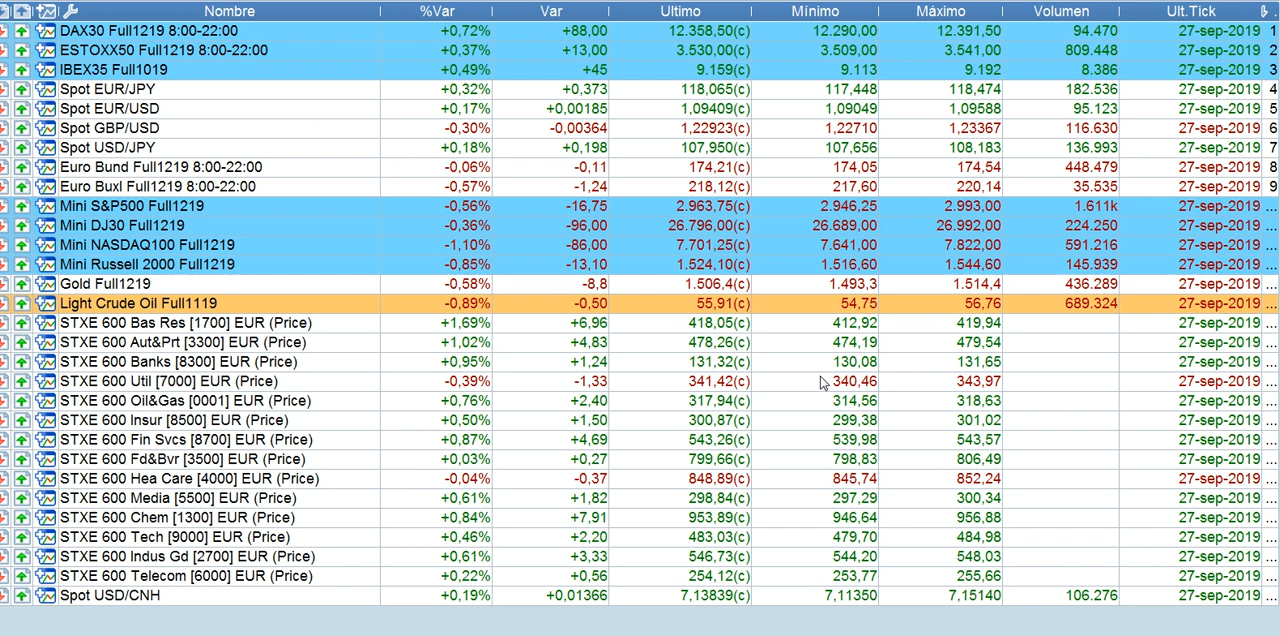 Nombre %Var Var Ultimo Mínimo Máximo Volumen Ult.Tick
DAX30 Full1219 8:00-22:00 +0,72% +88,00 12.358,50(c) 12.290,00 12.391,50 94.470 27-sep-2019 1
ESTOXX50 Full1219 8:00-22:00 +0,37% +13,00 3.530,00(c) 3.509,00 3.541,00 809.448 27-sep-2019 2
IBEX35 Full1019 +0,49% +45 9.159(c) 9.113 9.192 8.386 27-sep-2019 3
Spot EUR/JPY +0,32% +0,373 118,065(c) 117,448 118,474 182.536 27-sep-2019 4
Spot EUR/USD +0,17% +0,00185 1,09409(c) 1,09049 1,09588 95.123 27-sep-2019 5
Spot GBP/USD -0,30% -0,00364 1,22923(c) 1,22710 1,23367 116.630 27-sep-2019 6
Spot USD/JPY +0,18% +0,198 107,950(c) 107,656 108,183 136.993 27-sep-2019 7
Euro Bund Full1219 8:00-22:00 -0,06% -0,11 174,21(c) 174,05 174,54 448.479 27-sep-2019 8
Euro Buxl Full1219 8:00-22:00 -0,57% -1,24 218,12(c) 217,60 220,14 35.535 27-sep-2019 9
Mini S&P500 Full1219 -0,56% -16,75 2.963,75(c) 2.946,25 2.993,00 1.611k 27-sep-2019 ...
Mini DJ30 Full1219 -0,36% -96,00 26.796,00(c) 26.689,00 26.992,00 224.250 27-sep-2019 ...
Mini NASDAQ100 Full1219 -1,10% -86,00 7.701,25(c) 7.641,00 7.822,00 591.216 27-sep-2019 ...
Mini Russell 2000 Full1219 -0,85% -13,10 1.524,10(c) 1.516,60 1.544,60 145.939 27-sep-2019 ...
Gold Full1219 -0,58% -8,8 1.506,4(c) 1.493,3 1.514,4 436.289 27-sep-2019 ...
Light Crude Oil Full1119 -0,89% -0,50 55,91(c) 54,75 56,76 689.324 27-sep-2019 ...
STXE 600 Bas Res [1700] EUR (Price) +1,69% +6,96 418,05(c) 412,92 419,94 27-sep-2019 ...
STXE 600 Aut&Prt [3300] EUR (Price) +1,02% +4,83 478,26(c) 474,19 479,54 27-sep-2019 ...
STXE 600 Banks [8300] EUR (Price) +0,95% +1,24 131,32(c) 130,08 131,65 27-sep-2019 ...
STXE 600 Util [7000] EUR (Price) -0,39% -1,33 341,42(c) 340,46 343,97 27-sep-2019 ...
STXE 600 Oil&Gas [0001] EUR (Price) +0,76% +2,40 317,94(c) 314,56 318,63 27-sep-2019 ...
STXE 600 Insur [8500] EUR (Price) +0,50% +1,50 300,87(c) 299,38 301,02 27-sep-2019 ...
STXE 600 Fin Svcs [8700] EUR (Price) +0,87% +4,69 543,26(c) 539,98 543,57 27-sep-2019 ...
STXE 600 Fd&Bvr [3500] EUR (Price) +0,03% +0,27 799,66(c) 798,83 806,49 27-sep-2019 ...
STXE 600 Hea Care [4000] EUR (Price) -0,04% -0,37 848,89(c) 845,74 852,24 27-sep-2019 ...
STXE 600 Media [5500] EUR (Price) +0,61% +1,82 298,84(c) 297,29 300,34 27-sep-2019 ...
STXE 600 Chem [1300] EUR (Price) +0,84% +7,91 953,89(c) 946,64 956,88 27-sep-2019 ...
STXE 600 Tech [9000] EUR (Price) +0,46% +2,20 483,03(c) 479,70 484,98 27-sep-2019 ...
STXE 600 Indus Gd [2700] EUR (Price) +0,61% +3,33 546,73(c) 544,20 548,03 27-sep-2019 ...
STXE 600 Telecom [6000] EUR (Price) +0,22% +0,56 254,12(c) 253,77 255,66 27-sep-2019 ...
Spot USD/CNH +0,19% +0,01366 7,13839(c) 7,11350 7,15140 106.276 27-sep-2019 ...